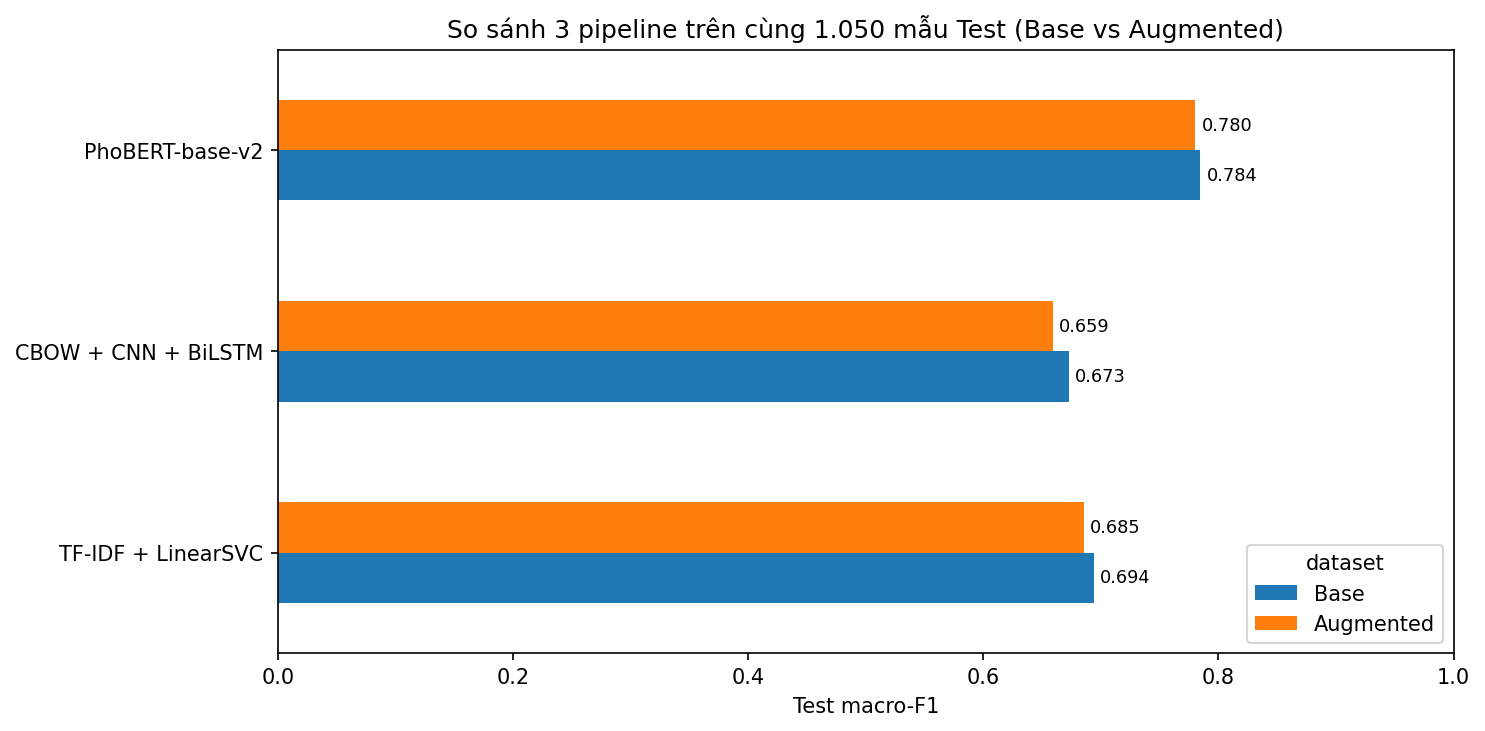 So sánh 3 pipeline trên cùng 1.050 mẫu Test (Base vs Augmented)
PhoBERT-base-v2
0.780
0.784
CBOW + CNN + BiLSTM
0.659
0.673
TF-IDF + LinearSVC
0.685
0.694
dataset
Base
Augmented
0.0 0.2 0.4 0.6 0.8 1.0
Test macro-F1